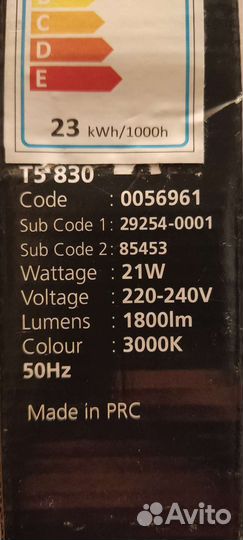 C
D
E
23 kWh/1000h
T5 830
Code : 0056961
Sub Code 1: 29254-0001
Sub Code 2: 85453
Wattage : 21W
Voltage : 220-240V
Lumens : 1800lm
Colour : 3000K
50Hz
Made in PRC
Avito